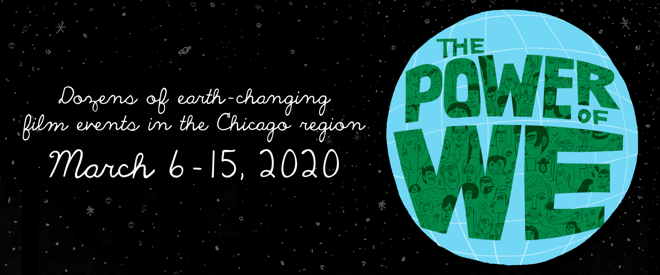 Dozens of earth-changing
film events in the Chicago region
March 6-15, 2020
THE
POWER
OF
WE